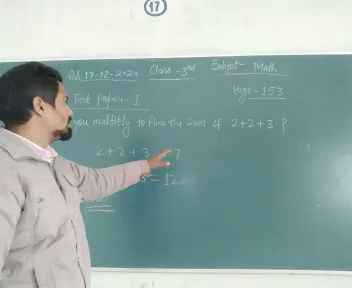 17
Date 17-12-2020 Class-3rd Subject- Math
Page-153
Test paper-I
you multiply to find the sum of 2+2+3 ?
2+2+3 7
= 12